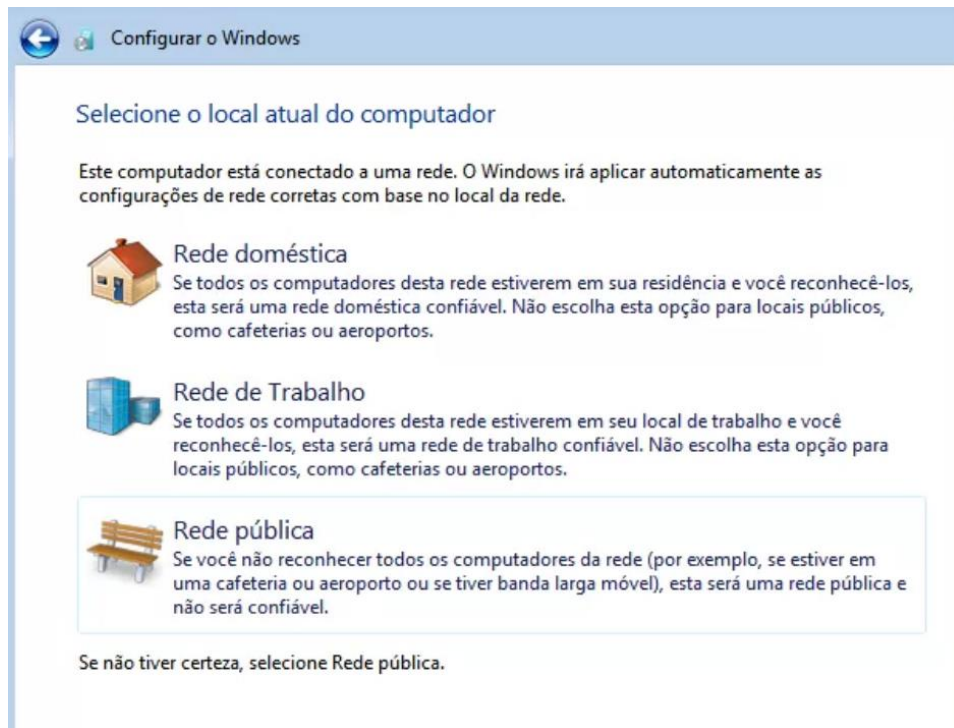 Configurar o Windows
Selecione o local atual do computador
Este computador está conectado a uma rede. O Windows irá aplicar automaticamente as
configurações de rede corretas com base no local da rede.
Rede doméstica
Se todos os computadores desta rede estiverem em sua residência e você reconhecê-los,
esta será uma rede doméstica confiável. Não escolha esta opção para locais públicos,
como cafeterias ou aeroportos.
Rede de Trabalho
Se todos os computadores desta rede estiverem em seu local de trabalho e você
reconhecê-los, esta será uma rede de trabalho confiável. Não escolha esta opção para
locais públicos, como cafeterias ou aeroportos.
Rede pública
Se você não reconhecer todos os computadores da rede (por exemplo, se estiver em
uma cafeteria ou aeroporto ou se tiver banda larga móvel), esta será uma rede pública e
não será confiável.
Se não tiver certeza, selecione Rede pública.